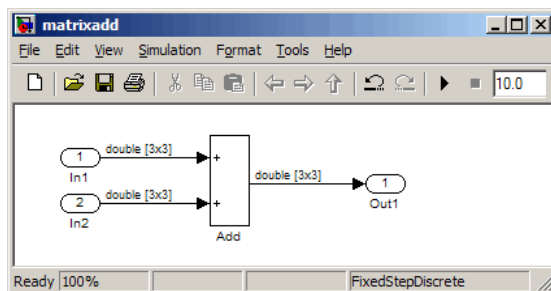 matrixadd
File Edit View Simulation Format Tools Help
10.0
1 double [3x3] +
In1
double [3x3] 1
Out1
2 double [3x3] +
In2
Add
Ready 100% FixedStepDiscrete